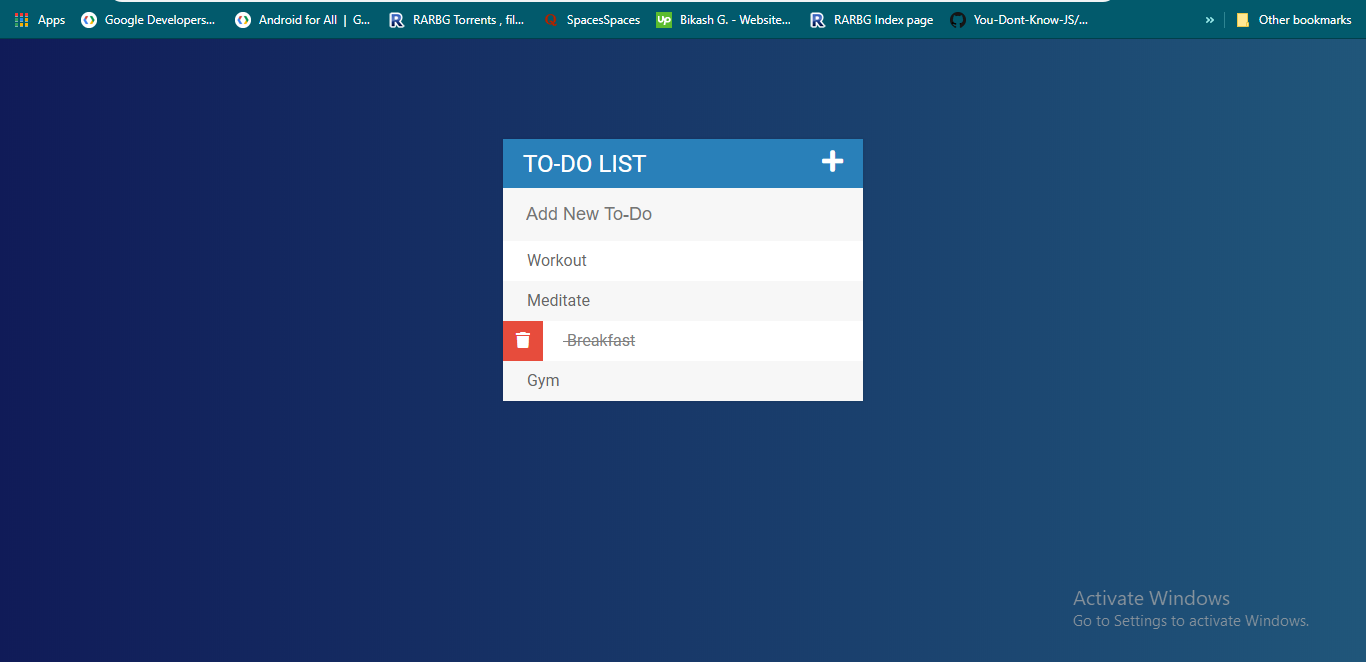 Apps Google Developers... Android for All | G... RARBG Torrents , fil... SpacesSpaces Up Bikash G. - Website... RARBG Index page You-Dont-Know-JS/... » Other bookmarks
TO-DO LIST
Add New To-Do
Workout
Meditate
Breakfast
Gym
Activate Windows
Go to Settings to activate Windows.